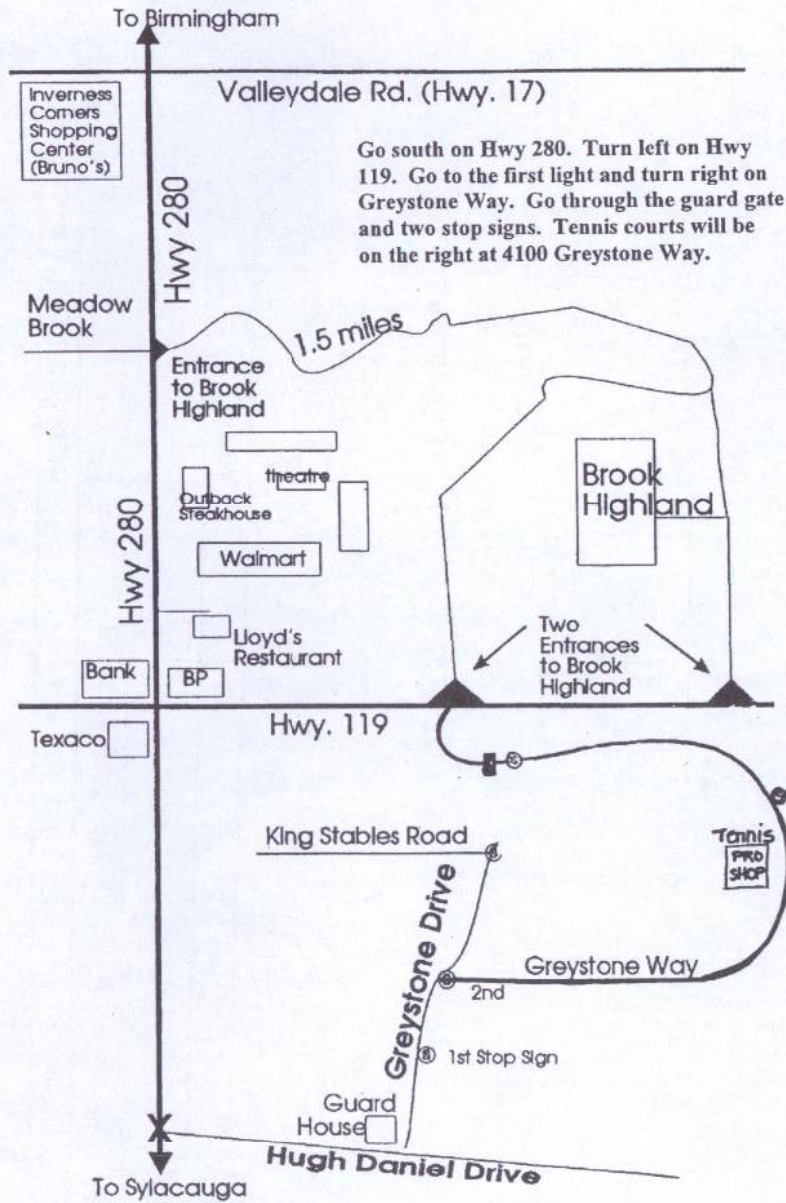 To Birmingham
Inverness
Corners
Shopping
Center
(Bruno's)
Valleydale Rd. (Hwy. 17)
Go south on Hwy 280. Turn left on Hwy
119. Go to the first light and turn right on
Greystone Way. Go through the guard gate
and two stop signs. Tennis courts will be
on the right at 4100 Greystone Way.
Hwy 280
Meadow
Brook
1.5 miles
Entrance
to Brook
Highland
theatre
Outback
Steakhouse
Brook
Highland
Hwy 280
Walmart
Lloyd's
Restaurant
Two
Entrances
to Brook
Highland
Bank
BP
Hwy. 119
Texaco
S
S
King Stables Road
S
Tennis
PRO
SHOP
Greystone Drive
Greystone Way
S
2nd
S
1st Stop Sign
Guard
House
X
Hugh Daniel Drive
To Sylacauga